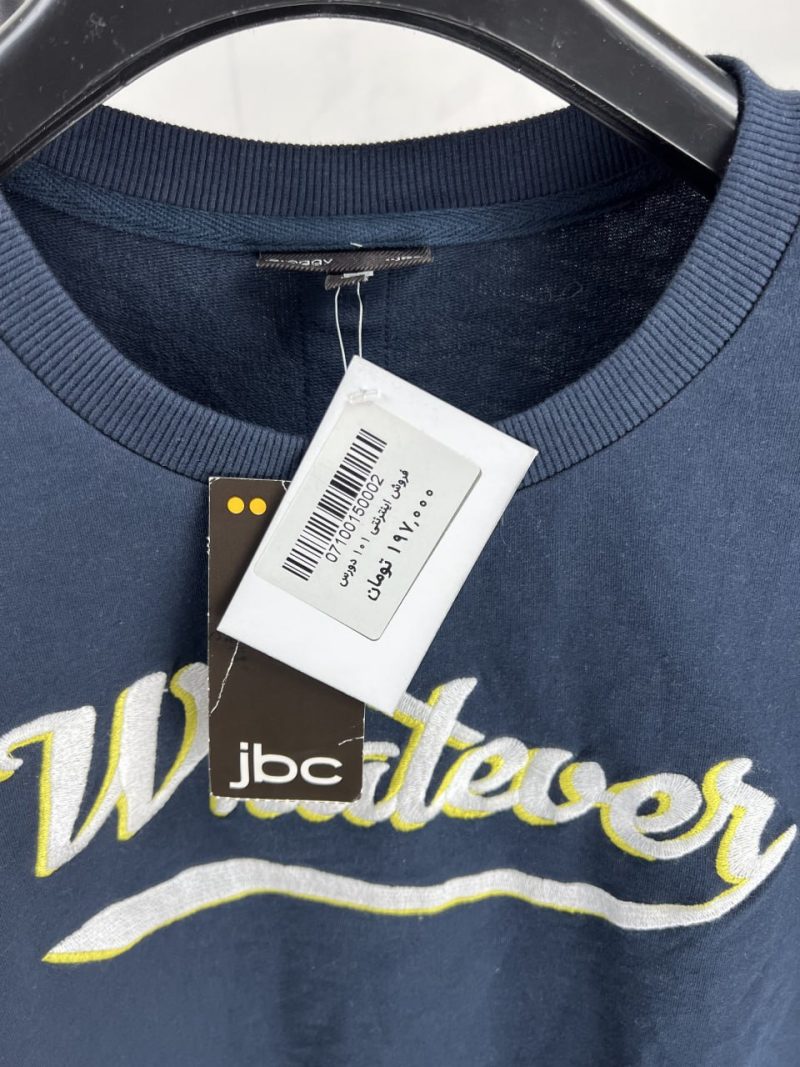 07100150002
فروش اینترنتی ۱۰۱ دورس
۱۹۷,۰۰۰ تومان
jbc
Whatever